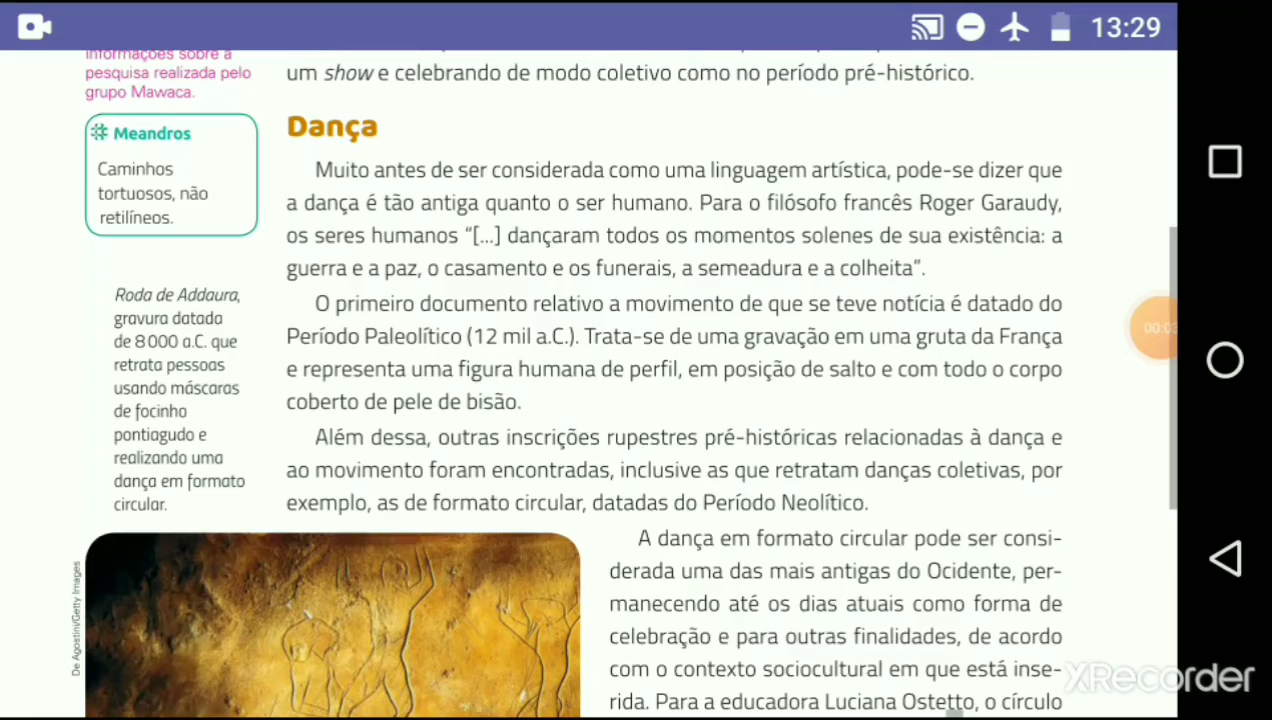 13:29
informações sobre a
pesquisa realizada pelo
grupo Mawaca.
Meandros
Caminhos
tortuosos, não
retilíneos.
Roda de Addaura,
gravura datada
de 8 000 a.C. que
retrata pessoas
usando máscaras
de focinho
pontiagudo e
realizando uma
dança em formato
circular.
De Agostini/Getty Images
um show e celebrando de modo coletivo como no período pré-histórico.
Dança
Muito antes de ser considerada como uma linguagem artística, pode-se dizer que
a dança é tão antiga quanto o ser humano. Para o filósofo francês Roger Garaudy,
os seres humanos “[...] dançaram todos os momentos solenes de sua existência: a
guerra e a paz, o casamento e os funerais, a semeadura e a colheita”.
O primeiro documento relativo a movimento de que se teve notícia é datado do
Período Paleolítico (12 mil a.C.). Trata-se de uma gravação em uma gruta da França
e representa uma figura humana de perfil, em posição de salto e com todo o corpo
coberto de pele de bisão.
Além dessa, outras inscrições rupestres pré-históricas relacionadas à dança e
ao movimento foram encontradas, inclusive as que retratam danças coletivas, por
exemplo, as de formato circular, datadas do Período Neolítico.
A dança em formato circular pode ser consi-
derada uma das mais antigas do Ocidente, per-
manecendo até os dias atuais como forma de
celebração e para outras finalidades, de acordo
com o contexto sociocultural em que está inse-
rida. Para a educadora Luciana Ostetto, o círculo
00:03
XRecorder